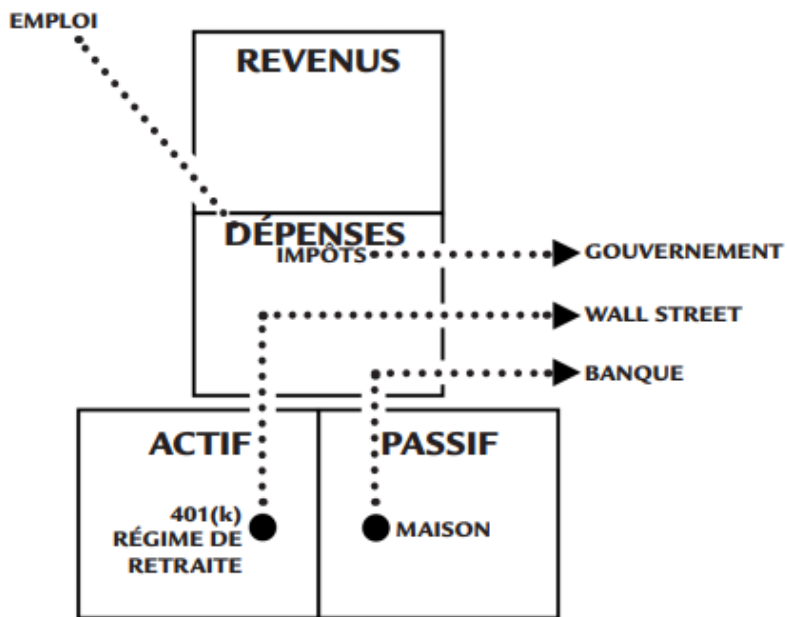 EMPLOI
REVENUS
DÉPENSES
IMPÔTS
GOUVERNEMENT
WALL STREET
BANQUE
ACTIF
PASSIF
401(k)
RÉGIME DE
RETRAITE
MAISON